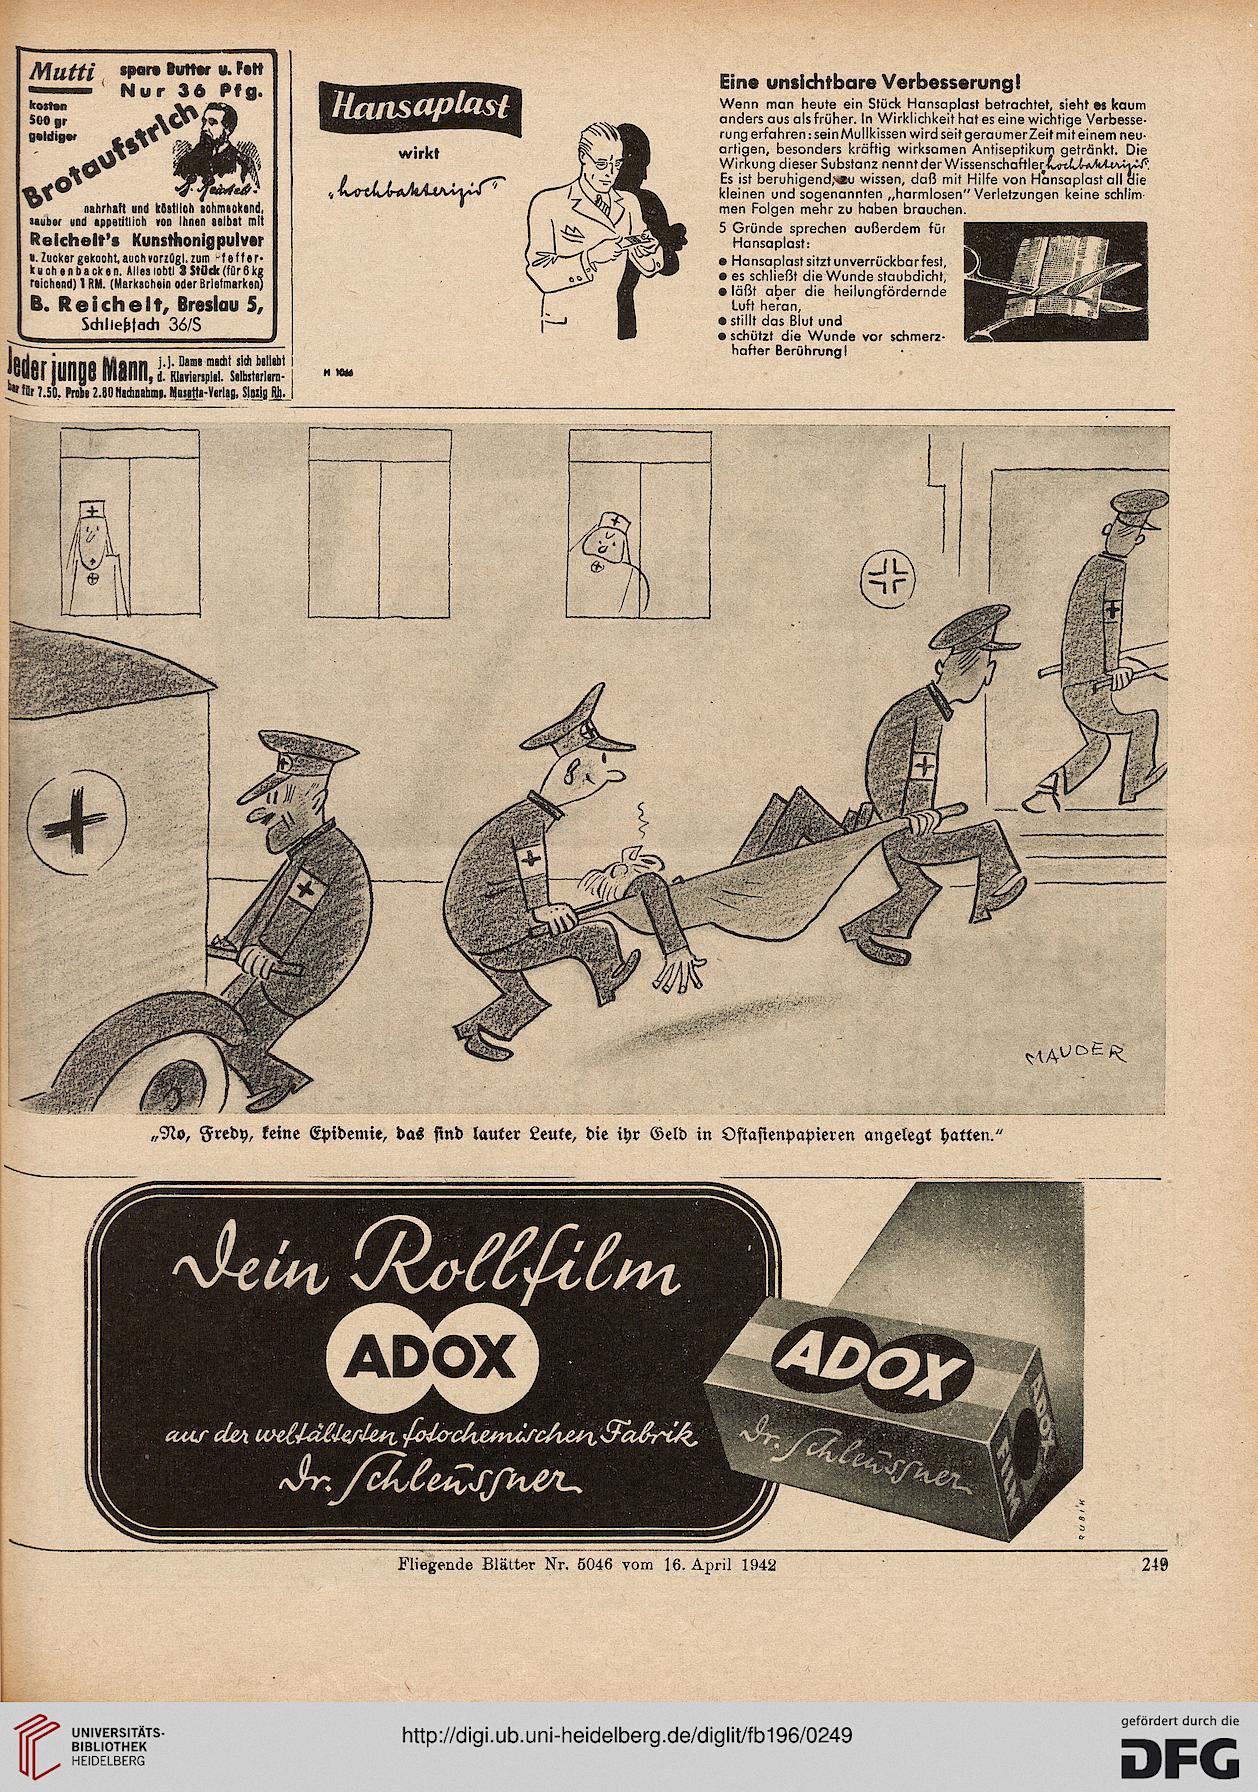 Mutti spare Butter u. Fett
Nur 36 Pfg.
kosten
500 gr
goldiger
Brotaufstrich
nahrhaft und köstlich schmeckend,
sauber und appetitlich von Ihnen selbst mit
Reichelt's Kunsthonigpulver
u. Zucker gekocht, auch vorzügl. zum Pfeffer-
kuchenbacken. Alles lobt! 3 Stück (für 6 kg
reichend) 1 RM. (Markschein oder Briefmarken)
B. Reichelt, Breslau 5,
Schließfach 36/S
Jeder junge Mann, j. j. Dame macht sich beliebt
d. Klavierspiel. Selbsterlern-
bar für 7.50. Probe 2.80 Nachnahme. Musetta-Verlag, Sinzig Rh.
Hansaplast
wirkt
„hochbakterizid"
H 1066
Eine unsichtbare Verbesserung!
Wenn man heute ein Stück Hansaplast betrachtet, sieht es kaum
anders aus als früher. In Wirklichkeit hat es eine wichtige Verbesse-
rung erfahren: sein Mullkissen wird seit geraumer Zeit mit einem neu-
artigen, besonders kräftig wirksamen Antiseptikum getränkt. Die
Wirkung dieser Substanz nennt der Wissenschaftler „hochbakterizid".
Es ist beruhigend, zu wissen, daß mit Hilfe von Hansaplast all die
kleinen und sogenannten „harmlosen" Verletzungen keine schlim-
men Folgen mehr zu haben brauchen.
5 Gründe sprechen außerdem für
Hansaplast:
● Hansaplast sitzt unverrückbar fest,
● es schließt die Wunde staubdicht,
● läßt aber die heilungfördernde
Luft heran,
● stillt das Blut und
● schützt die Wunde vor schmerz-
hafter Berührung!
MAUDER
„No, Fredy, keine Epidemie, das sind lauter Leute, die ihr Geld in Ostasienpapieren angelegt hatten."
Dein Rollfilm
ADOX
aus der weltältesten fotochemischen Fabrik
Dr. Schleussner
ADOX
Dr. Schleussner
ADOX
FILM
RUBIK
Fliegende Blätter Nr. 5046 vom 16. April 1942
249
UNIVERSITÄTS-
BIBLIOTHEK
HEIDELBERG
http://digi.ub.uni-heidelberg.de/diglit/fb196/0249
gefördert durch die
DFG